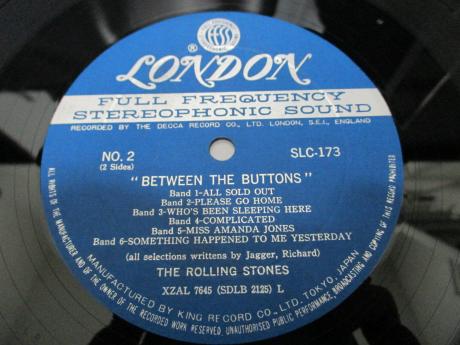 LONDON
®
FULL FREQUENCY
STEREOPHONIC SOUND
RECORDED BY THE DECCA RECORD CO., LTD. LONDON, S.E.I., ENGLAND
NO. 2
(2 Sides)
SLC-173
"BETWEEN THE BUTTONS"
Band 1-ALL SOLD OUT
Band 2-PLEASE GO HOME
Band 3-WHO'S BEEN SLEEPING HERE
Band 4-COMPLICATED
Band 5-MISS AMANDA JONES
Band 6-SOMETHING HAPPENED TO ME YESTERDAY
(all selections writtens by Jagger, Richard)
THE ROLLING STONES
XZAL 7645 (SDLB 2125) L
MANUFACTURED BY KING RECORD CO., LTD. TOKYO, JAPAN
ALL RIGHTS OF THE MANUFACTURER AND OF THE OWNER OF THE RECORDED WORK RESERVED. UNAUTHORISED PUBLIC PERFORMANCE, BROADCASTING AND COPYING OF THIS RECORD PROHIBITED